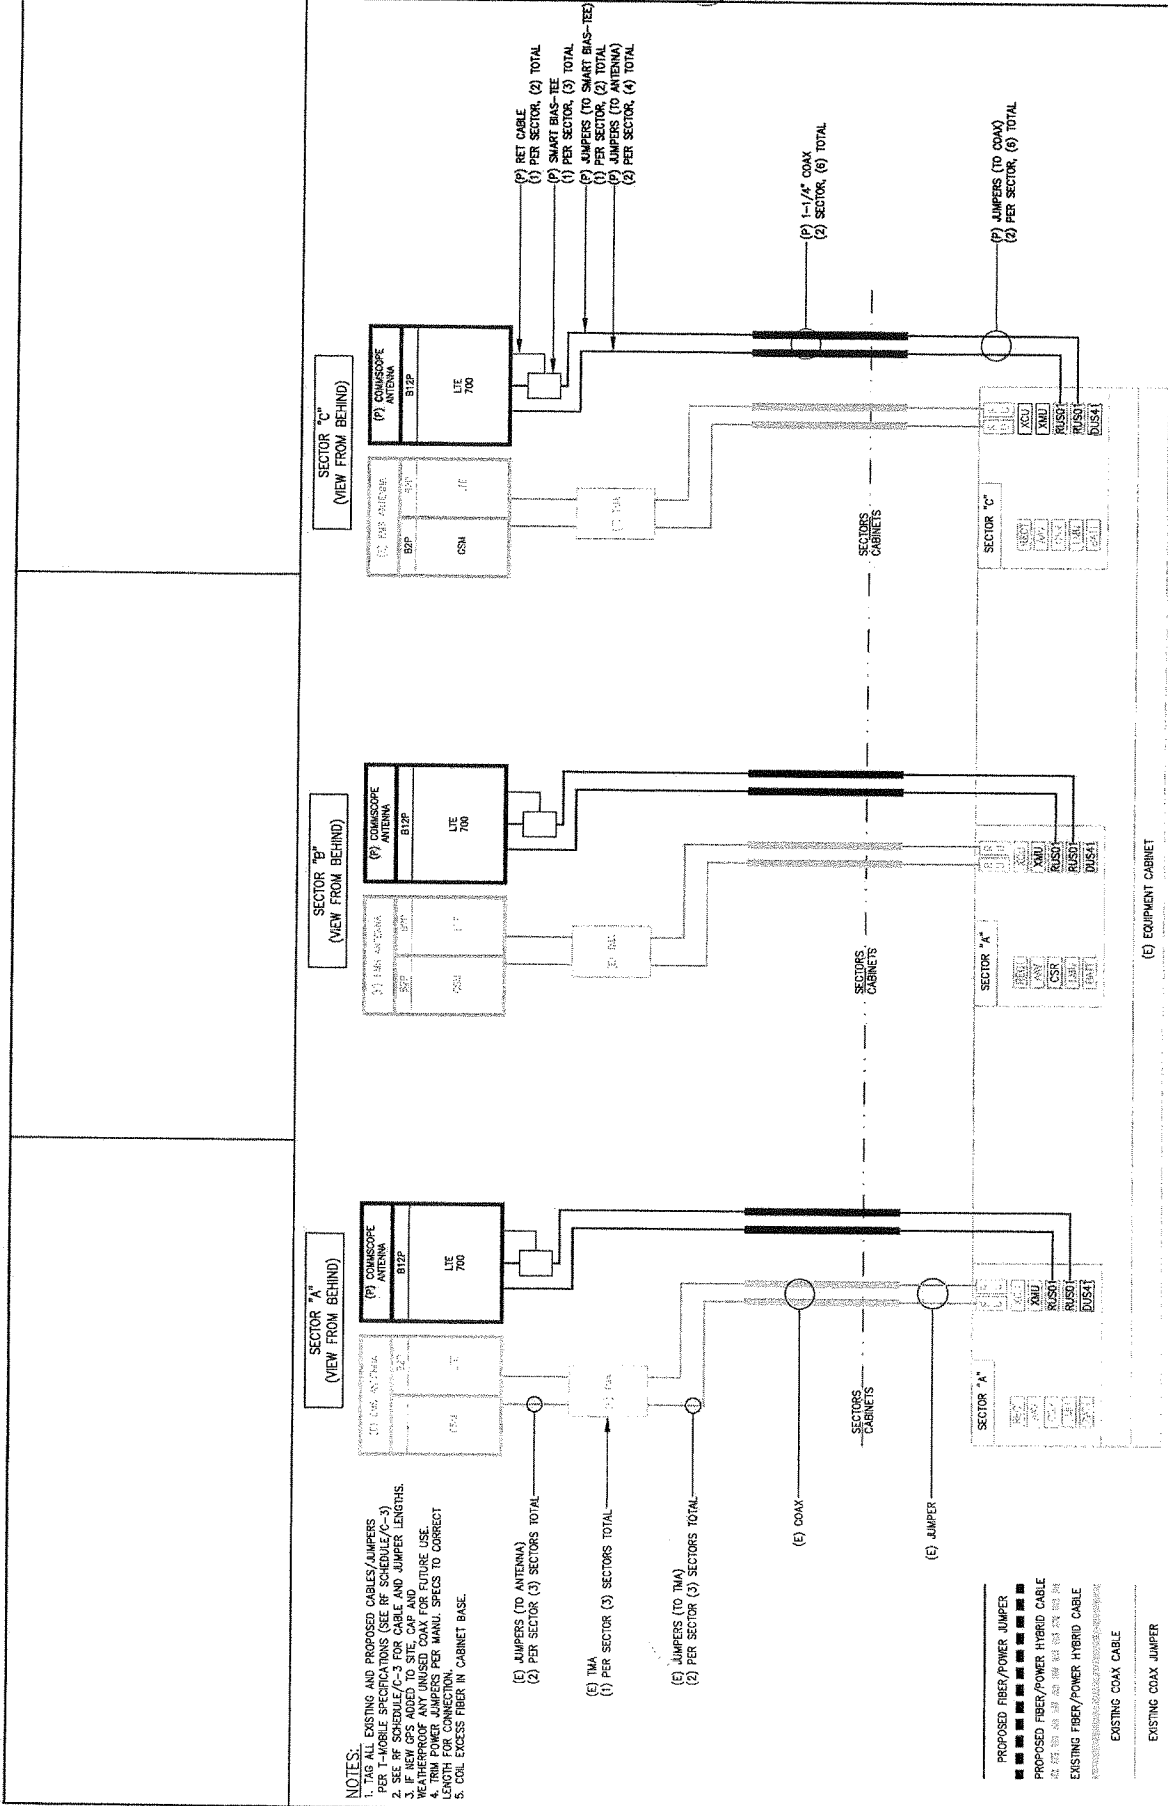 SECTOR "A"
(VIEW FROM BEHIND)
SECTOR "B"
(VIEW FROM BEHIND)
SECTOR "C"
(VIEW FROM BEHIND)
NOTES:
1. TAG ALL EXISTING AND PROPOSED CABLES/JUMPERS
PER T-MOBILE SPECIFICATIONS (SEE RF SCHEDULE/C-3)
2. SEE RF SCHEDULE/C-3 FOR CABLE AND JUMPER LENGTHS.
3. IF NEW GPS ADDED TO SITE, CAP AND
WEATHERPROOF ANY UNUSED COAX FOR FUTURE USE.
4. TRIM POWER JUMPERS PER MANU. SPECS TO CORRECT
LENGTH FOR CONNECTION.
5. COIL EXCESS FIBER IN CABINET BASE.
(P) COMMSCOPE
ANTENNA
B12P
LTE
700
(P) COMMSCOPE
ANTENNA
B12P
LTE
700
B2P
GSM
(P) COMMSCOPE
ANTENNA
B12P
LTE
700
(P) RET CABLE
(1) PER SECTOR, (2) TOTAL
(P) SMART BIAS-TEE
(1) PER SECTOR, (3) TOTAL
(P) JUMPERS (TO SMART BIAS-TEE)
(1) PER SECTOR, (2) TOTAL
(P) JUMPERS (TO ANTENNA)
(2) PER SECTOR, (4) TOTAL
(E) JUMPERS (TO ANTENNA)
(2) PER SECTOR (3) SECTORS TOTAL
(E) TMA
(1) PER SECTOR (3) SECTORS TOTAL
(E) JUMPERS (TO TMA)
(2) PER SECTOR (3) SECTORS TOTAL
(E) COAX
(P) 1-1/4" COAX
(2) SECTOR, (6) TOTAL
SECTORS
CABINETS
SECTORS
CABINETS
SECTORS
CABINETS
(E) JUMPER
(P) JUMPERS (TO COAX)
(2) PER SECTOR, (6) TOTAL
SECTOR "A"
XMU
RUS01
RUS01
DUS41
SECTOR "A"
CSR
XMU
RUS01
RUS01
DUS41
SECTOR "C"
XCU
XMU
RUS01
RUS01
DUS41
(E) EQUIPMENT CABINET
PROPOSED FIBER/POWER JUMPER
PROPOSED FIBER/POWER HYBRID CABLE
EXISTING FIBER/POWER HYBRID CABLE
EXISTING COAX CABLE
EXISTING COAX JUMPER